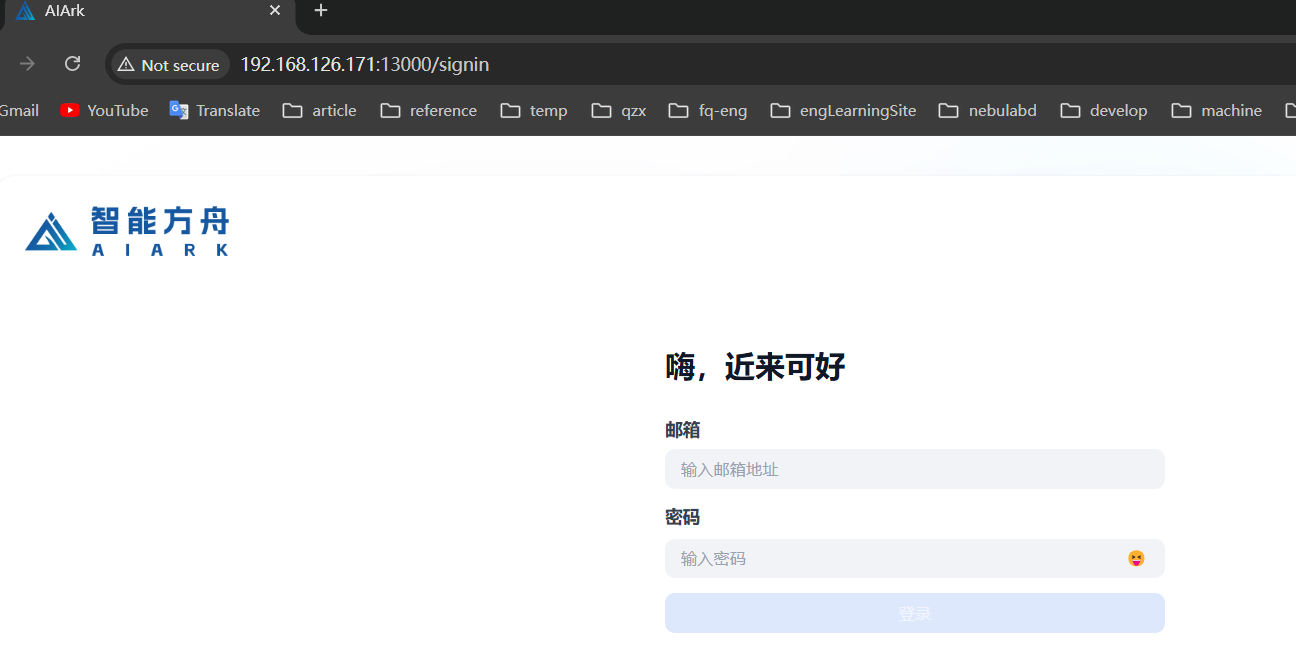 AIArk
Not secure 192.168.126.171:13000/signin
Gmail YouTube Translate article reference temp qzx fq-eng engLearningSite nebulabd develop machine
智能方舟
AIARK
嗨，近来可好
邮箱
输入邮箱地址
密码
输入密码
登录